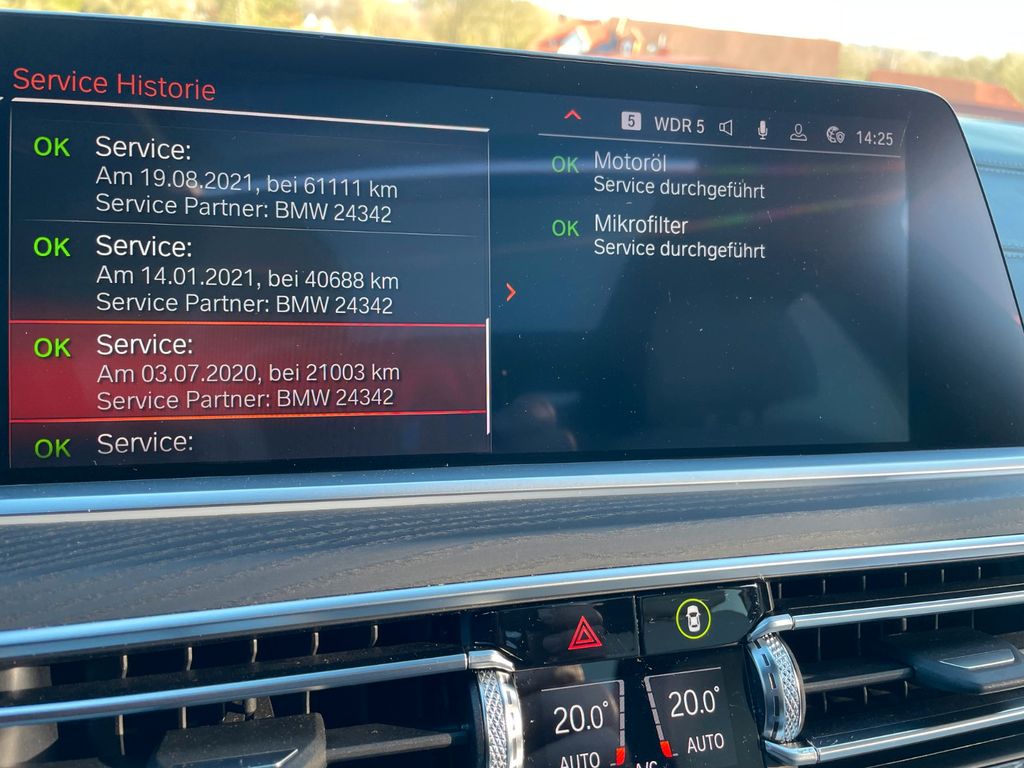 Service Historie
5 WDR 5 14:25
OK Service:
Am 19.08.2021, bei 61111 km
Service Partner: BMW 24342
OK Service:
Am 14.01.2021, bei 40688 km
Service Partner: BMW 24342
OK Service:
Am 03.07.2020, bei 21003 km
Service Partner: BMW 24342
OK Service:
OK Motoröl
Service durchgeführt
OK Mikrofilter
Service durchgeführt
20.0°
AUTO
20.0°
AUTO
A/C